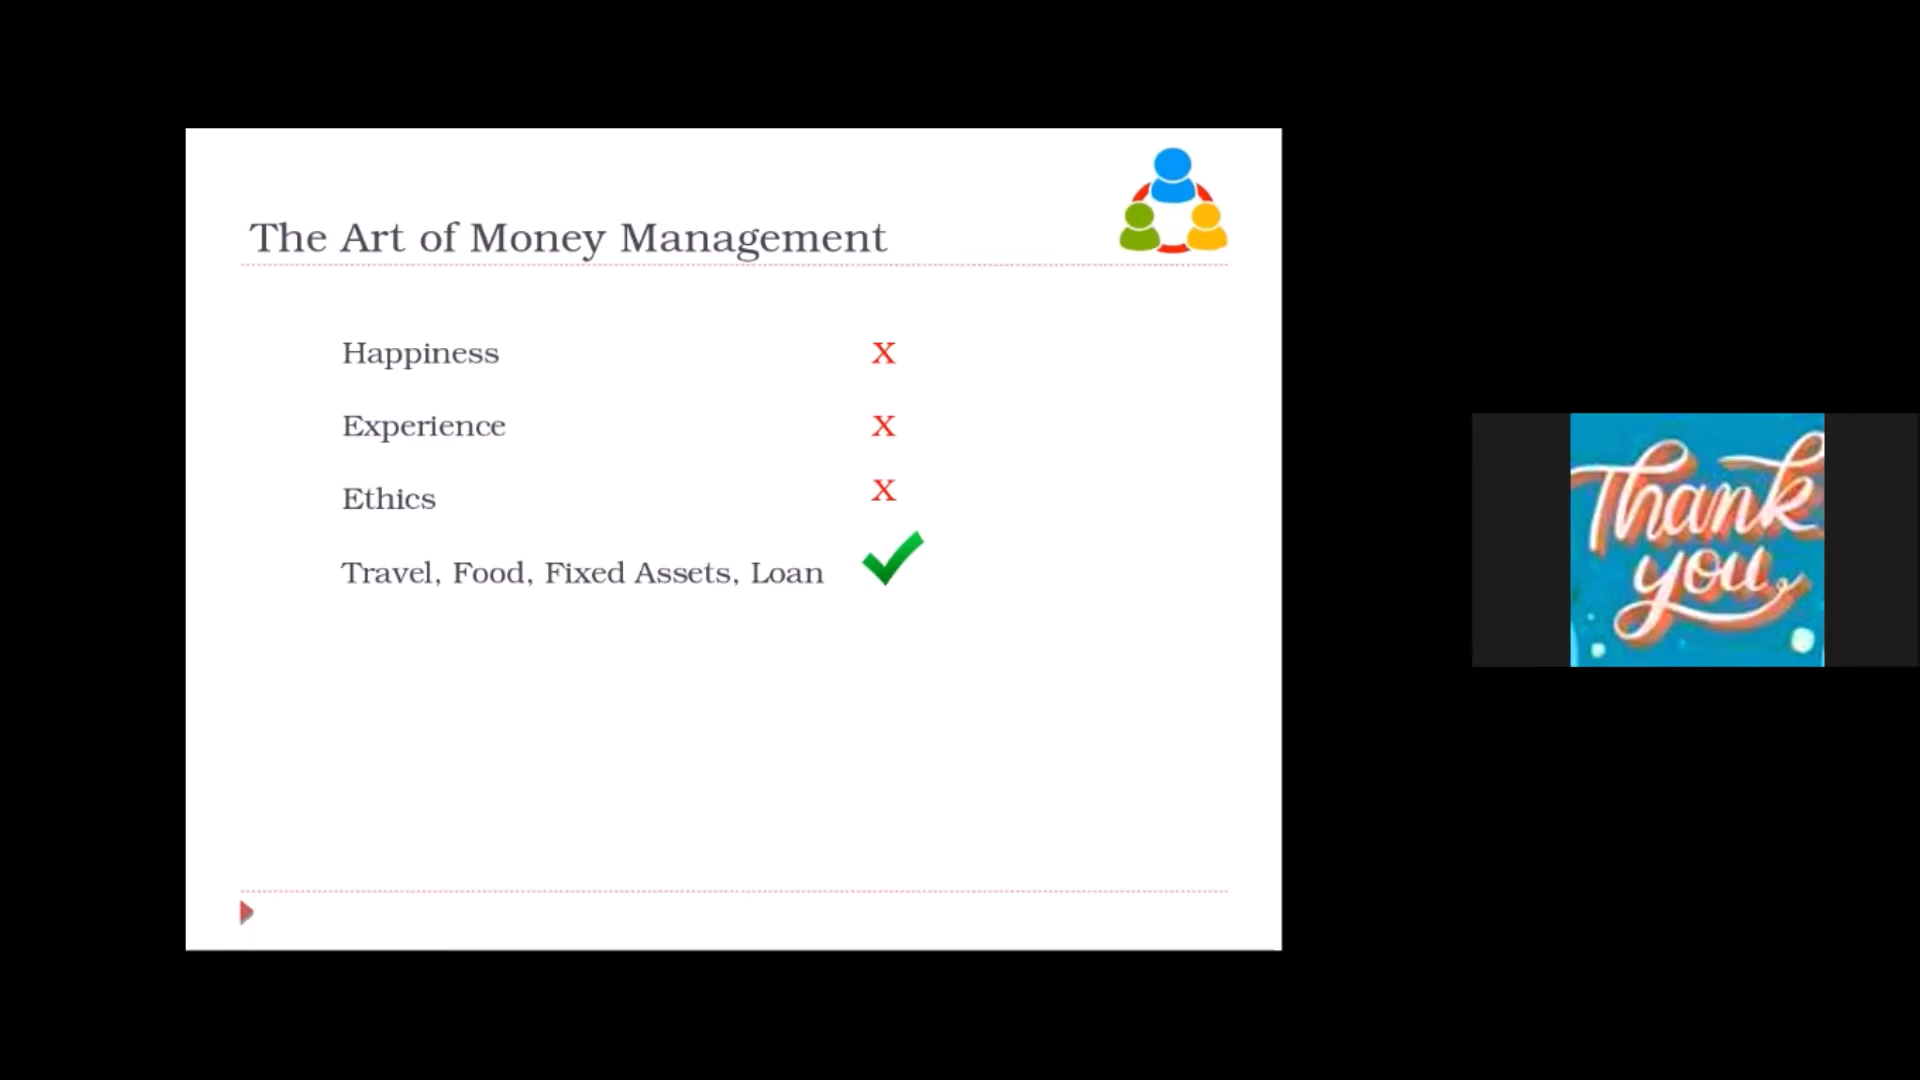 The Art of Money Management
Happiness X
Experience X
Ethics X
Travel, Food, Fixed Assets, Loan
Thank
you